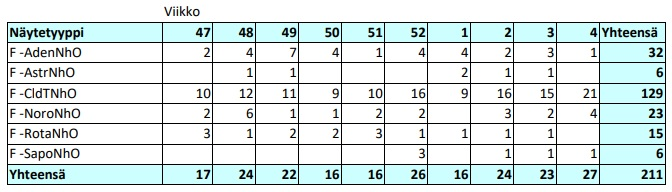 Viikko
Näytetyyppi 47 48 49 50 51 52 1 2 3 4 Yhteensä
F -AdenNhO 2 4 7 4 1 4 4 2 3 1 32
F -AstrNhO 1 1 2 1 1 6
F -CldTNhO 10 12 11 9 10 16 9 16 15 21 129
F -NoroNhO 2 6 1 1 2 2 3 2 4 23
F -RotaNhO 3 1 2 2 3 1 1 1 1 15
F -SapoNhO 3 1 1 1 6
Yhteensä 17 24 22 16 16 26 16 24 23 27 211